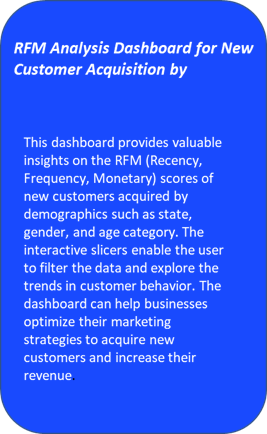 RFM Analysis Dashboard for New
Customer Acquisition by
This dashboard provides valuable
insights on the RFM (Recency,
Frequency, Monetary) scores of
new customers acquired by
demographics such as state,
gender, and age category. The
interactive slicers enable the user
to filter the data and explore the
trends in customer behavior. The
dashboard can help businesses
optimize their marketing
strategies to acquire new
customers and increase their
revenue.